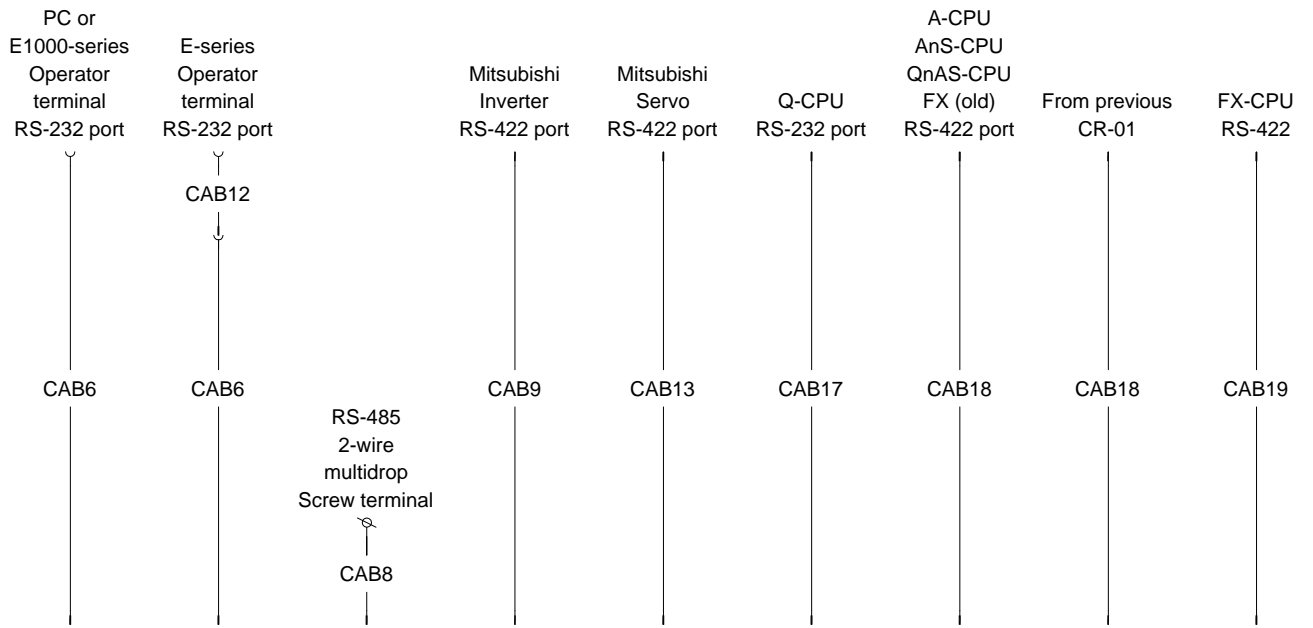 PC or
E1000-series
Operator
terminal
RS-232 port
E-series
Operator
terminal
RS-232 port
CAB12
Mitsubishi
Inverter
RS-422 port
Mitsubishi
Servo
RS-422 port
Q-CPU
RS-232 port
A-CPU
AnS-CPU
QnAS-CPU
FX (old)
RS-422 port
From previous
CR-01
FX-CPU
RS-422
CAB6
CAB6
CAB9
CAB13
CAB17
CAB18
CAB18
CAB19
RS-485
2-wire
multidrop
Screw terminal
CAB8